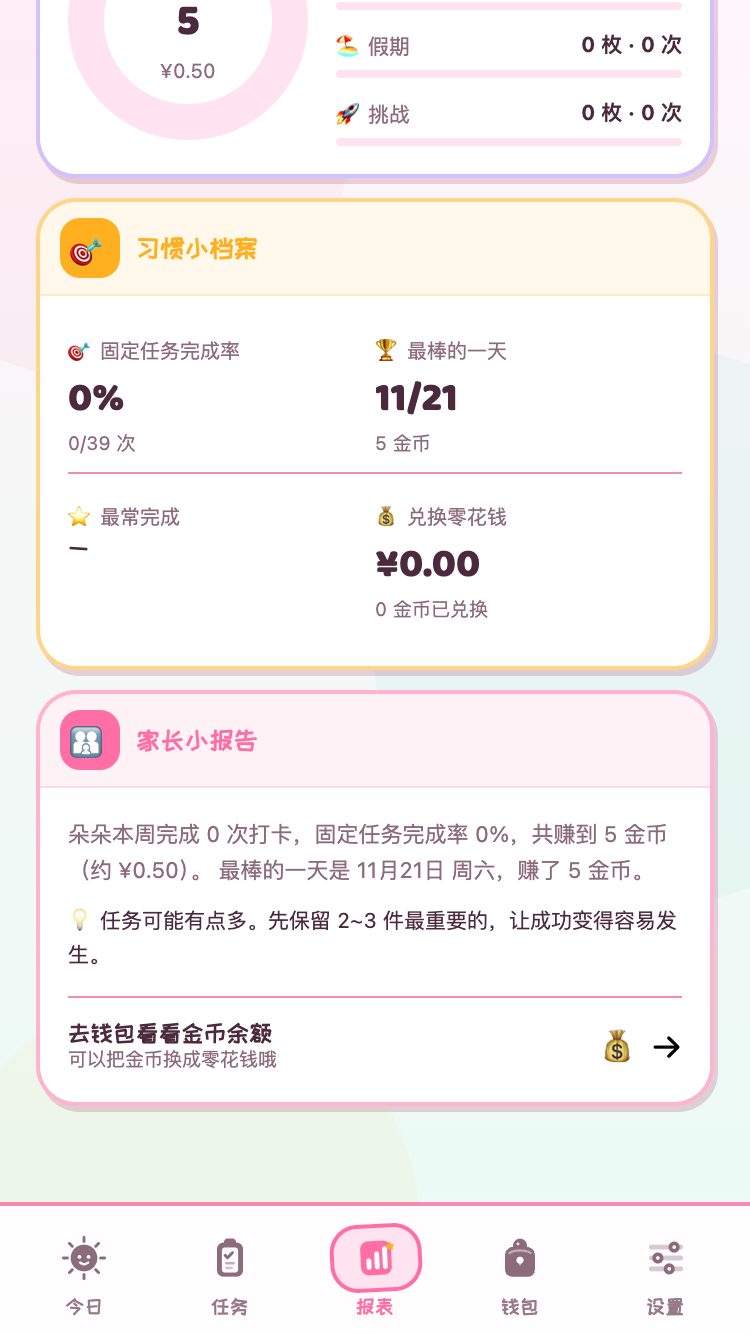 5
¥0.50
假期
0 枚 · 0 次
挑战
0 枚 · 0 次
习惯小档案
固定任务完成率
0%
0/39 次
最棒的一天
11/21
5 金币
最常完成
—
兑换零花钱
¥0.00
0 金币已兑换
家长小报告
朵朵本周完成 0 次打卡，固定任务完成率 0%，共赚到 5 金币
（约 ¥0.50）。 最棒的一天是 11月21日 周六，赚了 5 金币。
任务可能有点多。先保留 2~3 件最重要的，让成功变得容易发
生。
去钱包看看金币余额
可以把金币换成零花钱哦
今日
任务
报表
钱包
设置